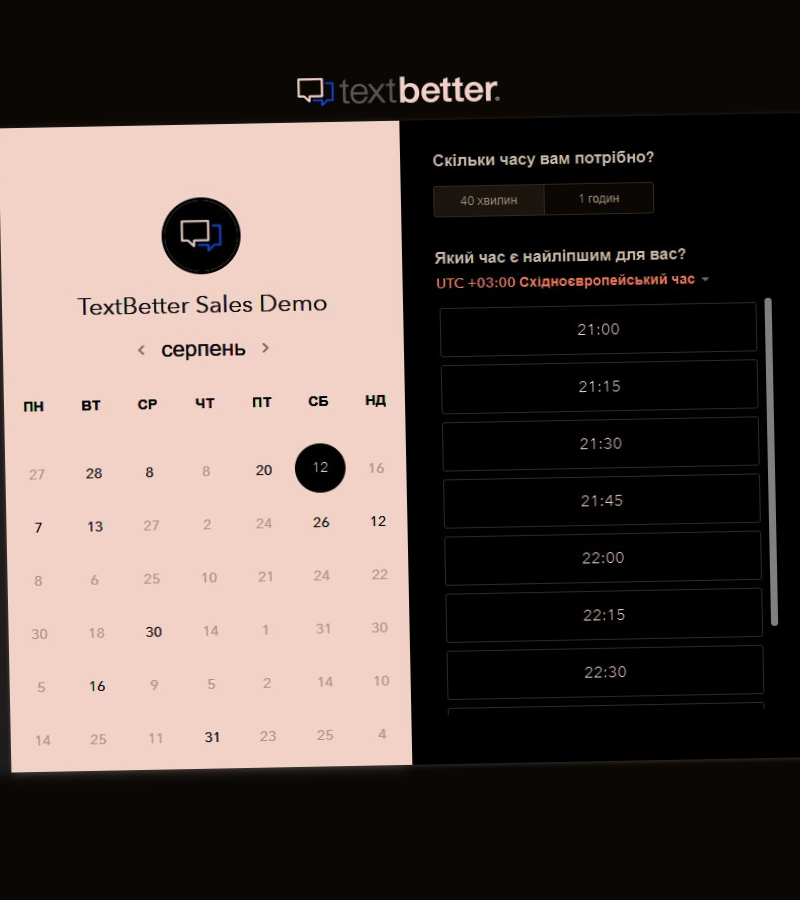 textbetter.
TextBetter Sales Demo
серпень
ПН ВТ СР ЧТ ПТ СБ НД
27 28 8 8 20 12 16
7 13 27 2 24 26 12
8 6 25 10 21 24 22
30 18 30 14 1 31 30
5 16 9 5 2 14 10
14 25 11 31 23 25 4
Скільки часу вам потрібно?
40 хвилин 1 годин
Який час є найліпшим для вас?
UTC +03:00 Східноєвропейський час
21:00
21:15
21:30
21:45
22:00
22:15
22:30